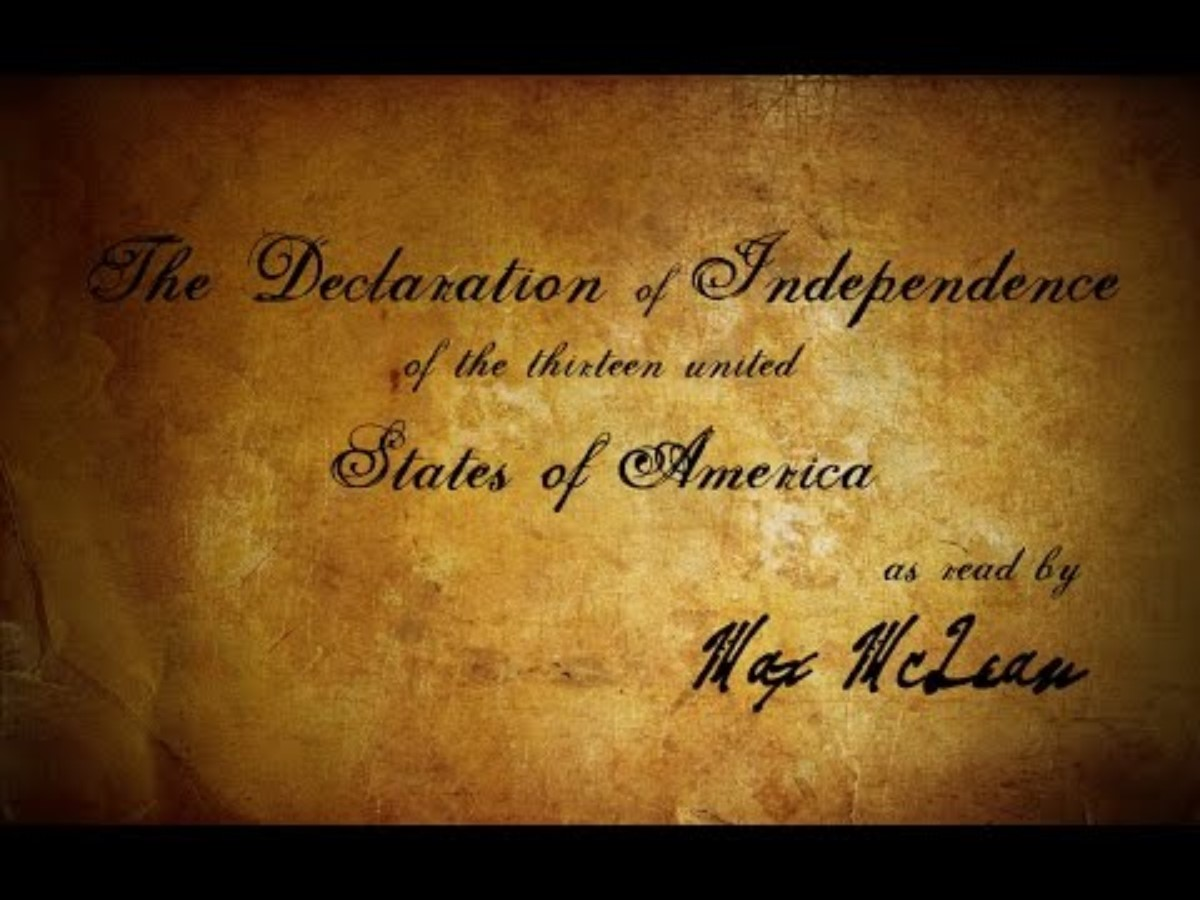 The Declaration of Independence
of the thirteen united
States of America
as read by
Max McLean